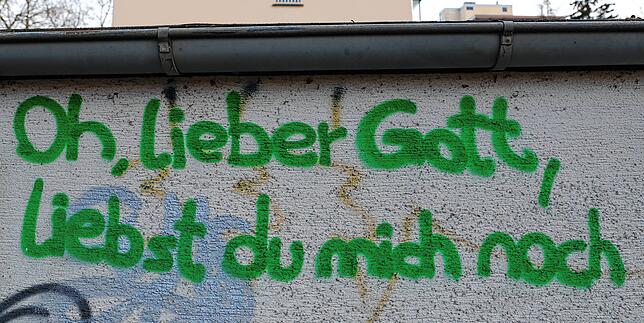 Oh, lieber Gott,
liebst du mich noch